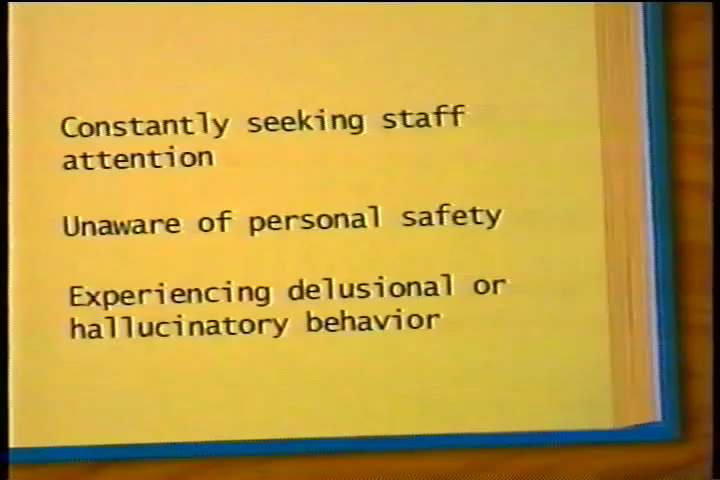 Constantly seeking staff
attention
Unaware of personal safety
Experiencing delusional or
hallucinatory behavior